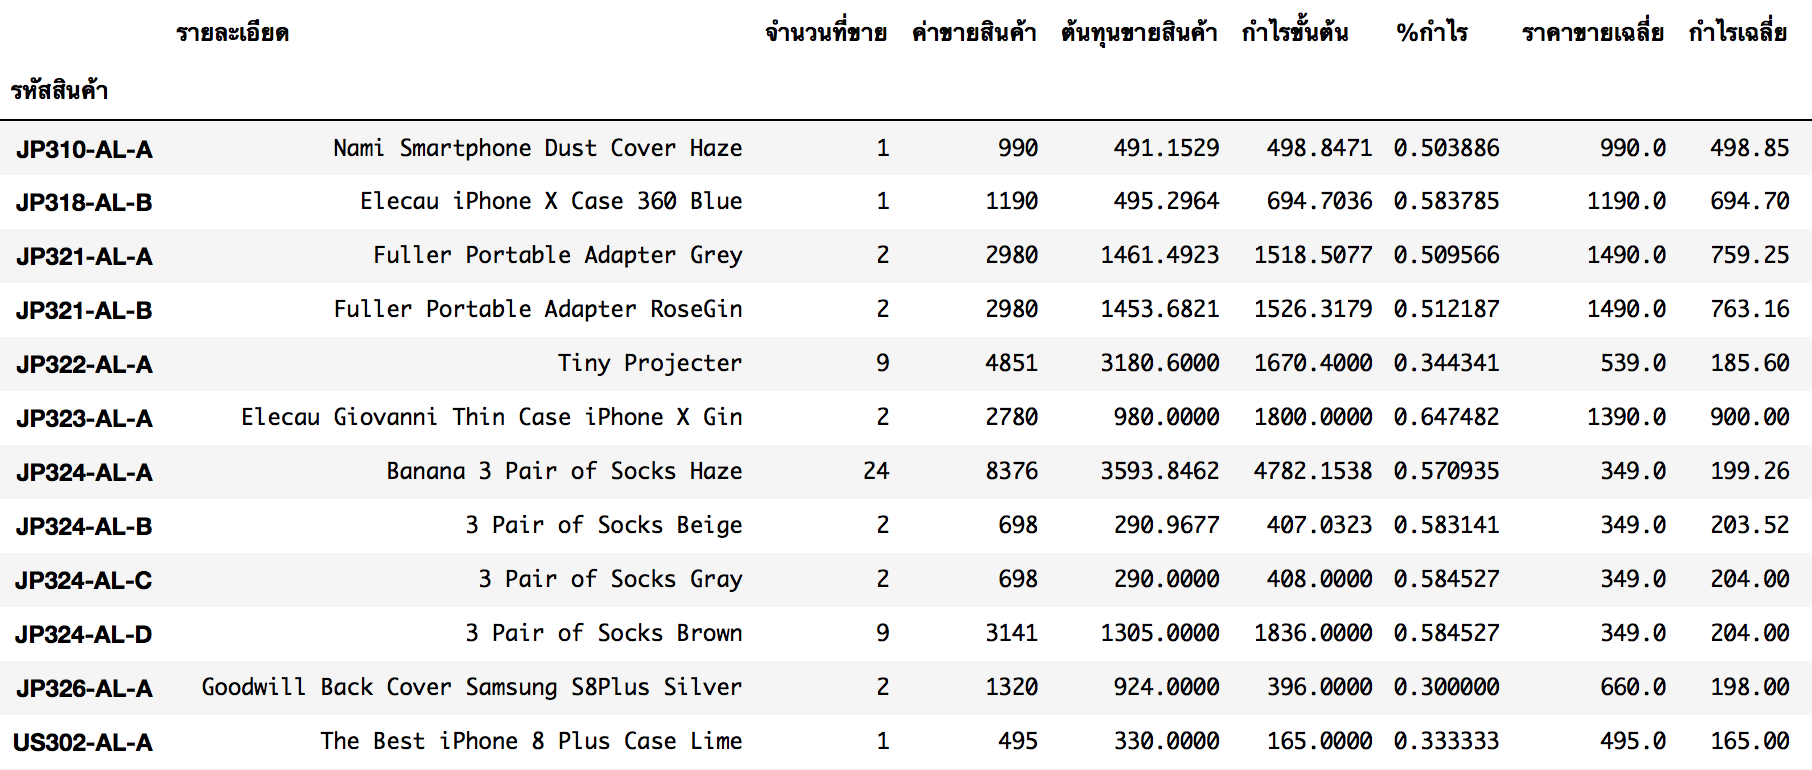 รายละเอียด จำนวนที่ขาย ค่าขายสินค้า ต้นทุนขายสินค้า กำไรขั้นต้น %กำไร ราคาขายเฉลี่ย กำไรเฉลี่ย
รหัสสินค้า
JP310-AL-A Nami Smartphone Dust Cover Haze 1 990 491.1529 498.8471 0.503886 990.0 498.85
JP318-AL-B Elecau iPhone X Case 360 Blue 1 1190 495.2964 694.7036 0.583785 1190.0 694.70
JP321-AL-A Fuller Portable Adapter Grey 2 2980 1461.4923 1518.5077 0.509566 1490.0 759.25
JP321-AL-B Fuller Portable Adapter RoseGin 2 2980 1453.6821 1526.3179 0.512187 1490.0 763.16
JP322-AL-A Tiny Projecter 9 4851 3180.6000 1670.4000 0.344341 539.0 185.60
JP323-AL-A Elecau Giovanni Thin Case iPhone X Gin 2 2780 980.0000 1800.0000 0.647482 1390.0 900.00
JP324-AL-A Banana 3 Pair of Socks Haze 24 8376 3593.8462 4782.1538 0.570935 349.0 199.26
JP324-AL-B 3 Pair of Socks Beige 2 698 290.9677 407.0323 0.583141 349.0 203.52
JP324-AL-C 3 Pair of Socks Gray 2 698 290.0000 408.0000 0.584527 349.0 204.00
JP324-AL-D 3 Pair of Socks Brown 9 3141 1305.0000 1836.0000 0.584527 349.0 204.00
JP326-AL-A Goodwill Back Cover Samsung S8Plus Silver 2 1320 924.0000 396.0000 0.300000 660.0 198.00
US302-AL-A The Best iPhone 8 Plus Case Lime 1 495 330.0000 165.0000 0.333333 495.0 165.00